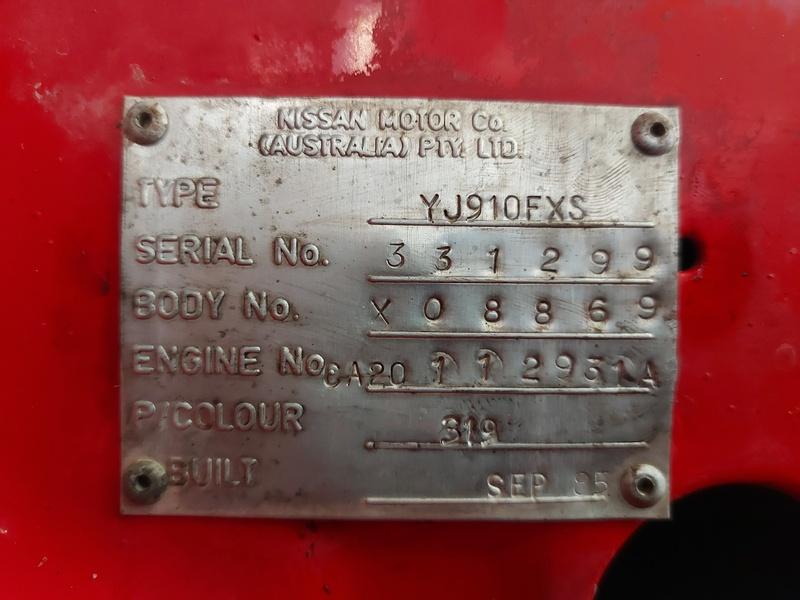 NISSAN MOTOR Co.
(AUSTRALIA) PTY. LTD.
TYPE YJ910FXS
SERIAL No. 331299
BODY No. X08869
ENGINE No. CA20 112931A
P/COLOUR 319
BUILT SEP 85